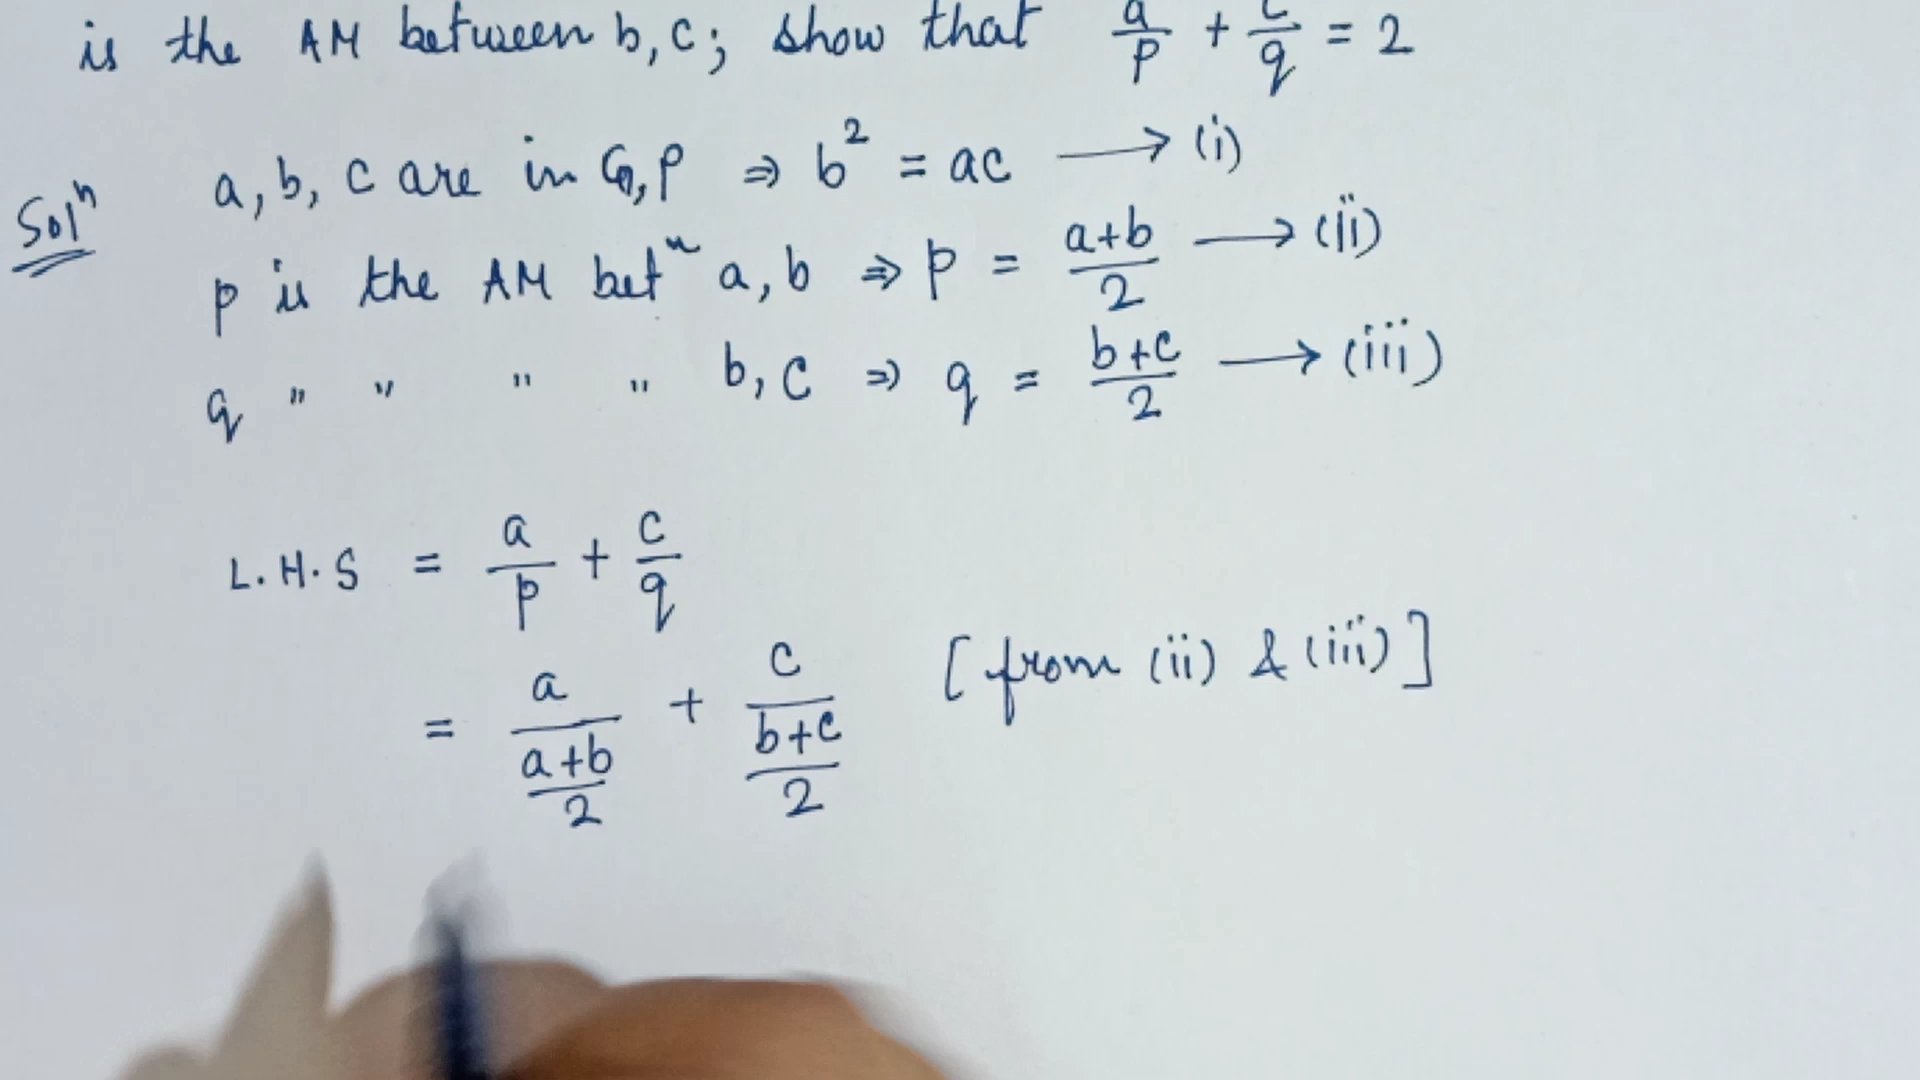 is the AM between b, c; show that a/p + c/q = 2
Solⁿ a, b, c are in G,P ⇒ b² = ac ⟶ (i)
p is the AM betⁿ a, b ⇒ p = (a+b)/2 ⟶ (ii)
q " " " " b, c ⇒ q = (b+c)/2 ⟶ (iii)
L.H.S = a/p + c/q
= a/((a+b)/2) + c/((b+c)/2) [from (ii) & (iii)]